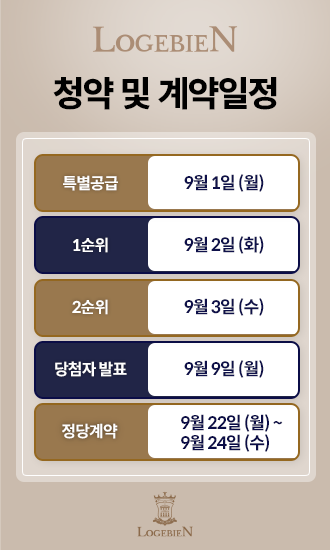 LOGEBIEN
청약 및 계약일정
특별공급
9월 1일 (월)
1순위
9월 2일 (화)
2순위
9월 3일 (수)
당첨자 발표
9월 9일 (월)
정당계약
9월 22일 (월) ~
9월 24일 (수)
LOGEBIEN